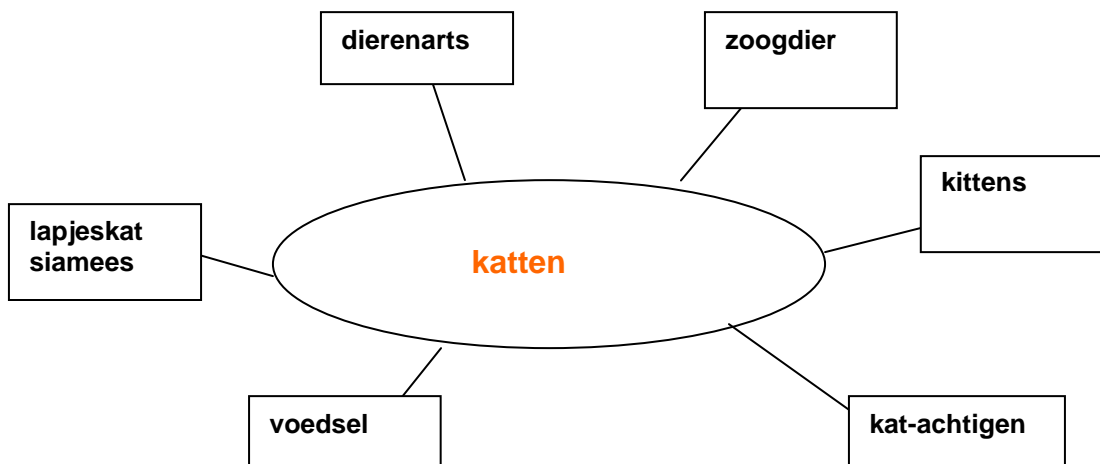 dierenarts
zoogdier
kittens
lapjeskat
siamees
katten
voedsel
kat-achtigen